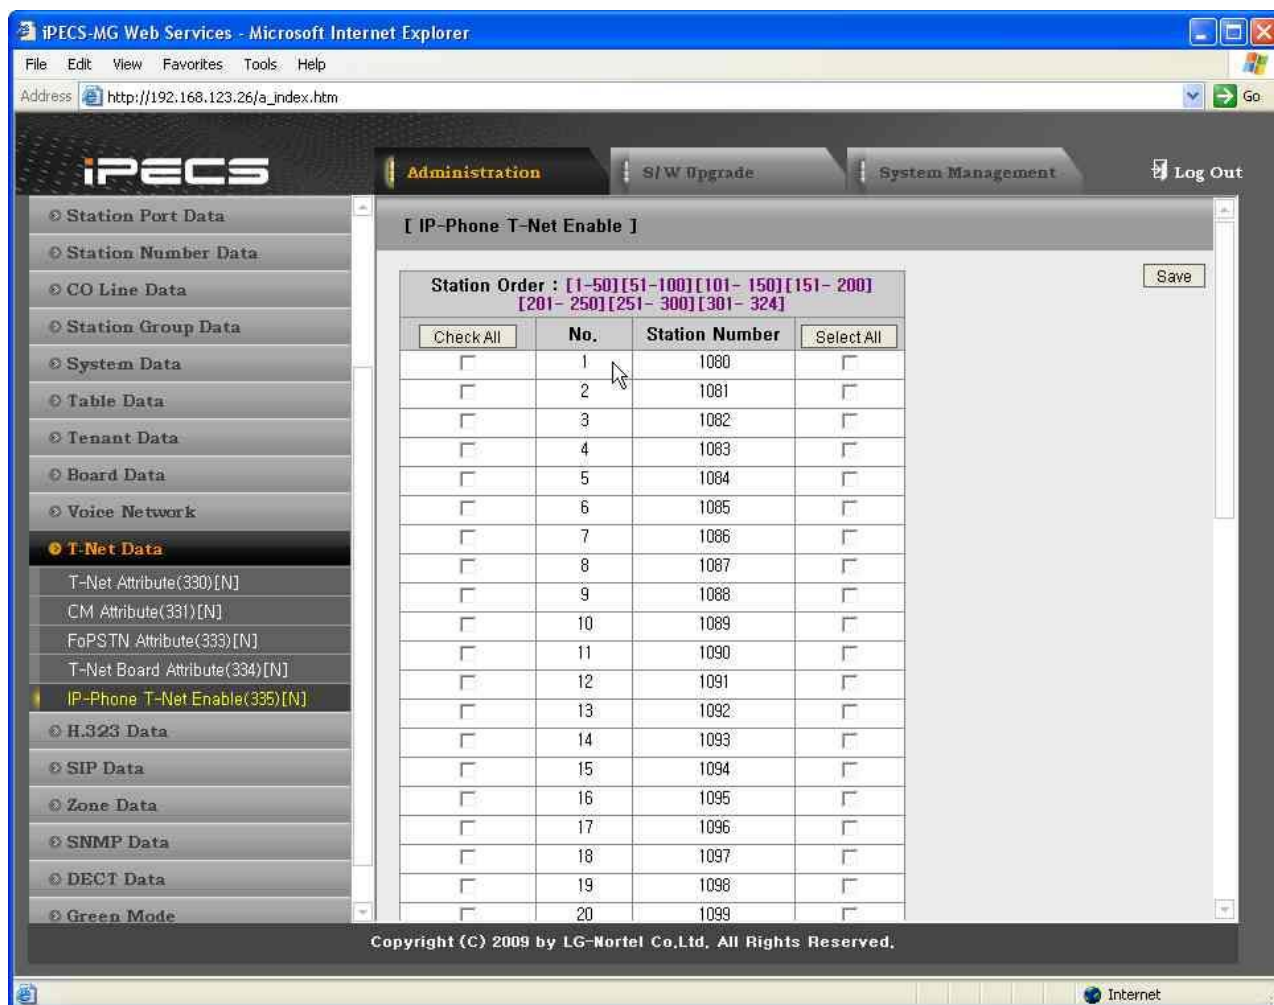 iPECS-MG Web Services - Microsoft Internet Explorer
File Edit View Favorites Tools Help
Address http://192.168.123.26/a_index.htm Go
iPECS
Administration S/W Upgrade System Management Log Out
Station Port Data
Station Number Data
CO Line Data
Station Group Data
System Data
Table Data
Tenant Data
Board Data
Voice Network
T-Net Data
T-Net Attribute(330)[N]
CM Attribute(331)[N]
FoPSTN Attribute(333)[N]
T-Net Board Attribute(334)[N]
IP-Phone T-Net Enable(335)[N]
H.323 Data
SIP Data
Zone Data
SNMP Data
DECT Data
Green Mode
[ IP-Phone T-Net Enable ]
Save
Station Order : [1-50][51-100][101- 150][151- 200]
[201- 250][251- 300][301- 324]
Check All No. Station Number Select All
1 1080
2 1081
3 1082
4 1083
5 1084
6 1085
7 1086
8 1087
9 1088
10 1089
11 1090
12 1091
13 1092
14 1093
15 1094
16 1095
17 1096
18 1097
19 1098
20 1099
Copyright (C) 2009 by LG-Nortel Co,Ltd, All Rights Reserved.
Internet